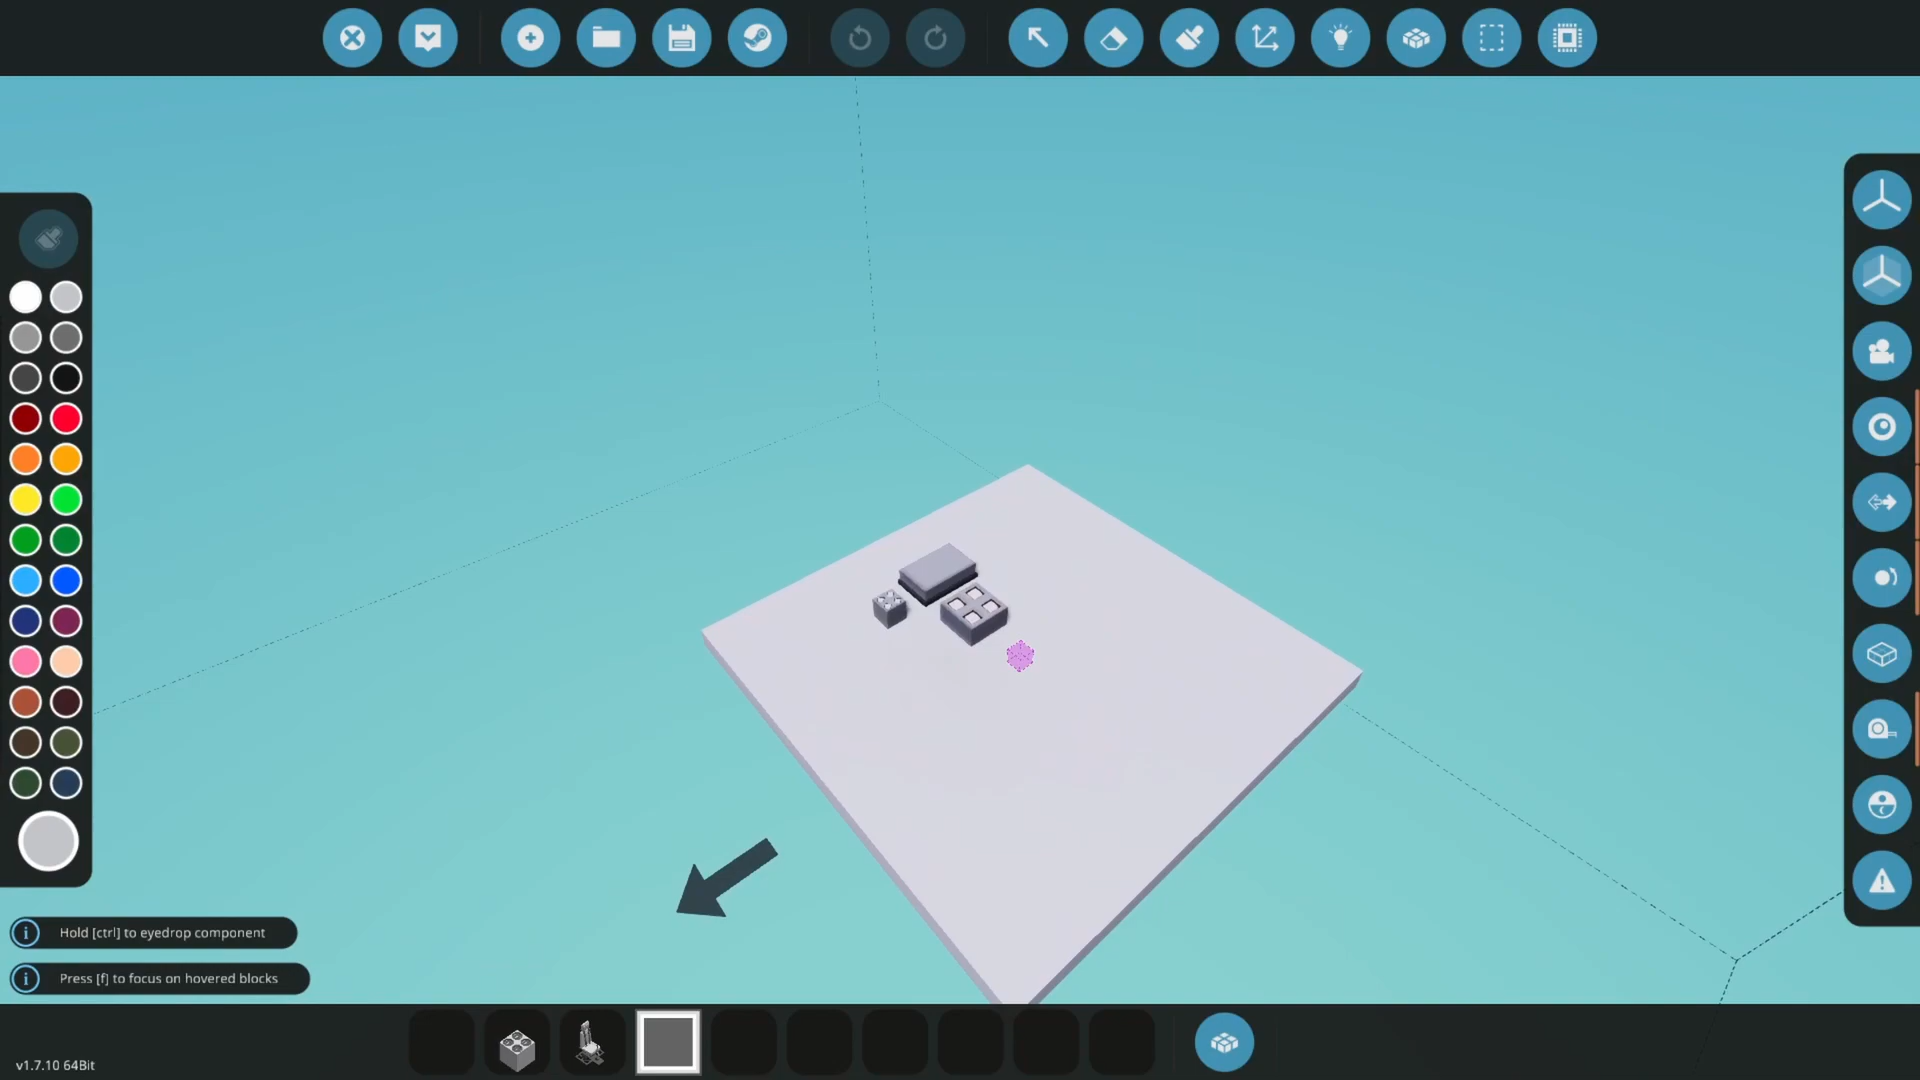 Hold [ctrl] to eyedrop component
Press [f] to focus on hovered blocks
v1.7.10 64Bit